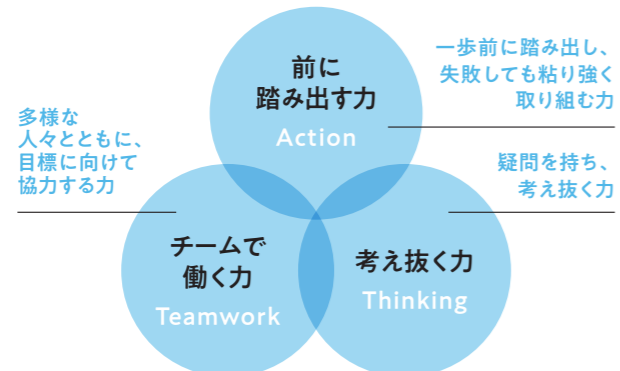 前に
踏み出す力
Action
一歩前に踏み出し、
失敗しても粘り強く
取り組む力
多様な
人々とともに、
目標に向けて
協力する力
疑問を持ち、
考え抜く力
チームで
働く力
Teamwork
考え抜く力
Thinking